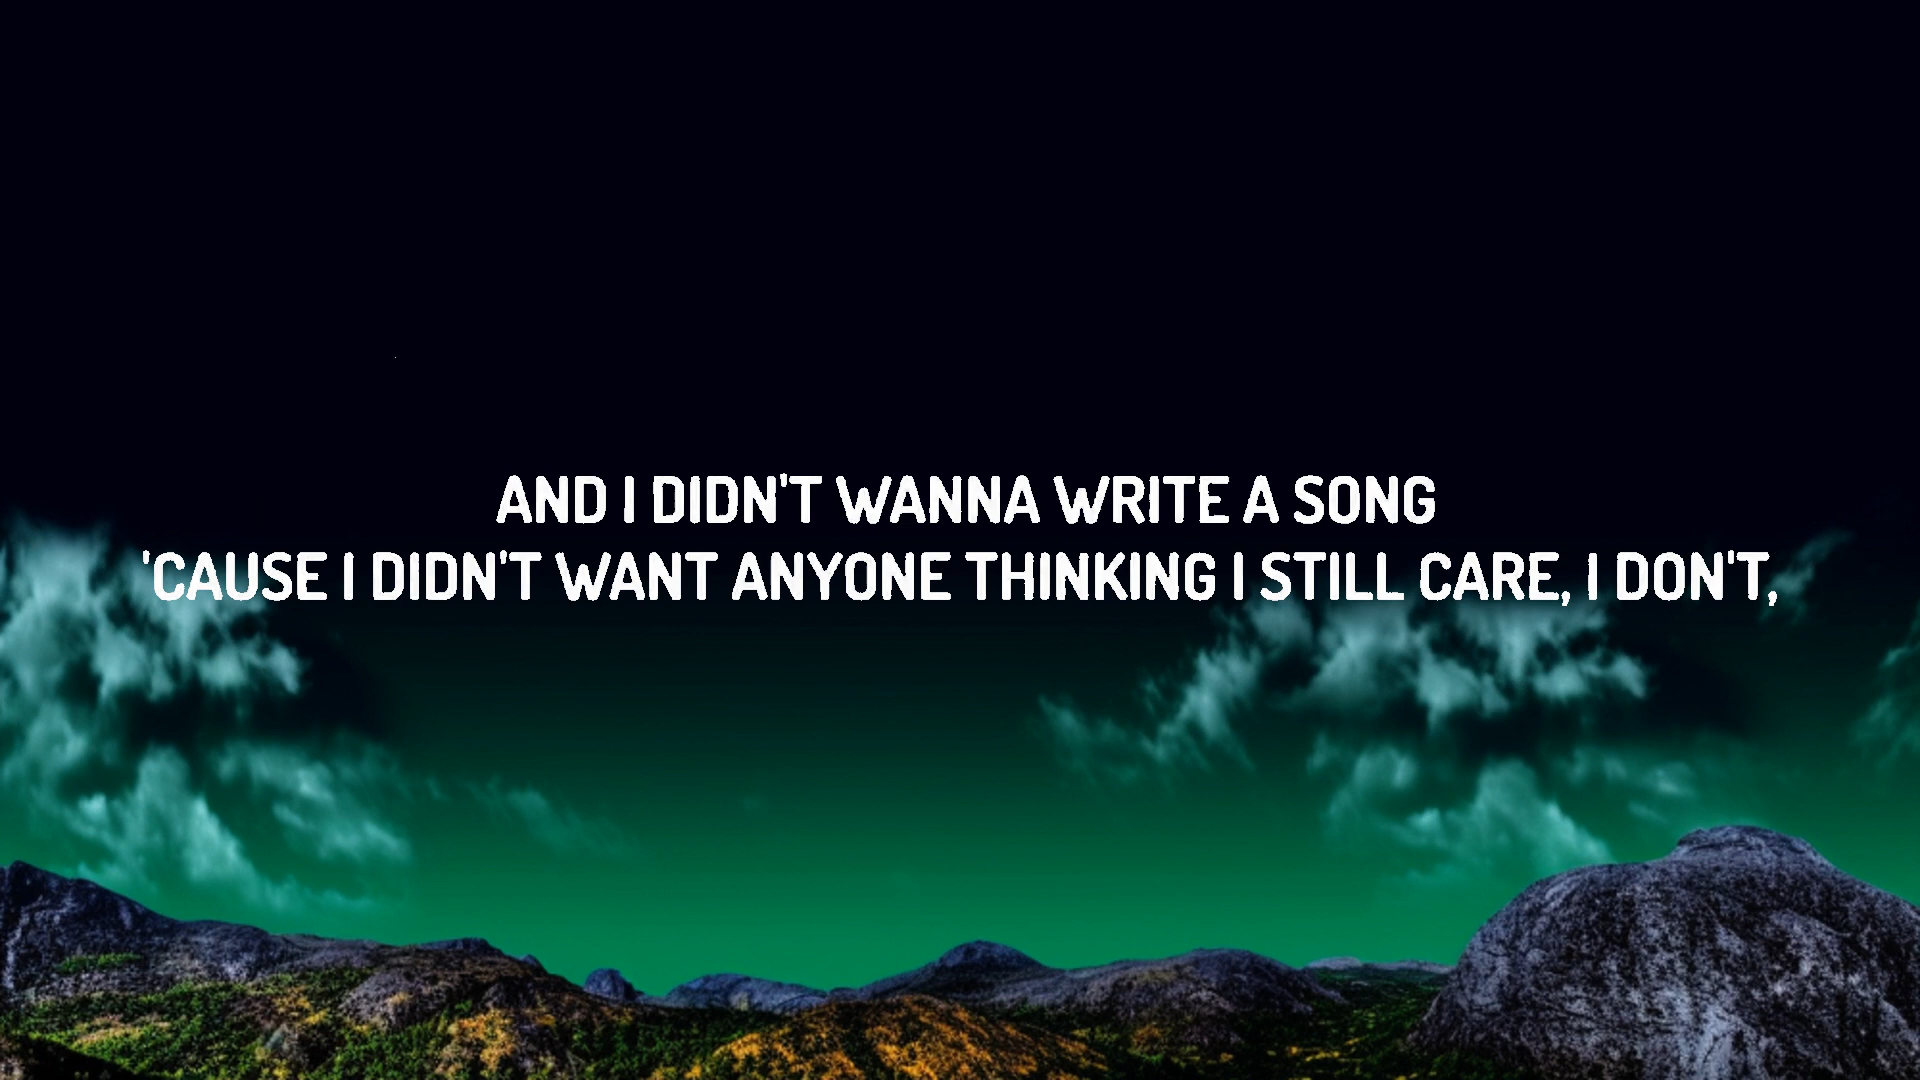 AND I DIDN'T WANNA WRITE A SONG
'CAUSE I DIDN'T WANT ANYONE THINKING I STILL CARE, I DON'T,